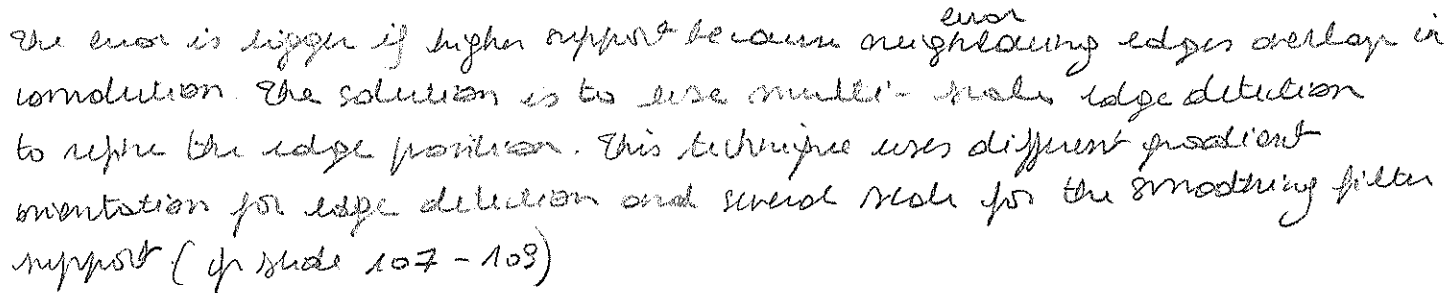 error
The error is bigger if higher support because neighbouring edges overlap in
convolution. The solution is to use multi-scale edge detection
to refine the edge position. This technique uses different gradient
orientation for edge detection and several scale for the smoothing filter
support (cf slide 107-109)